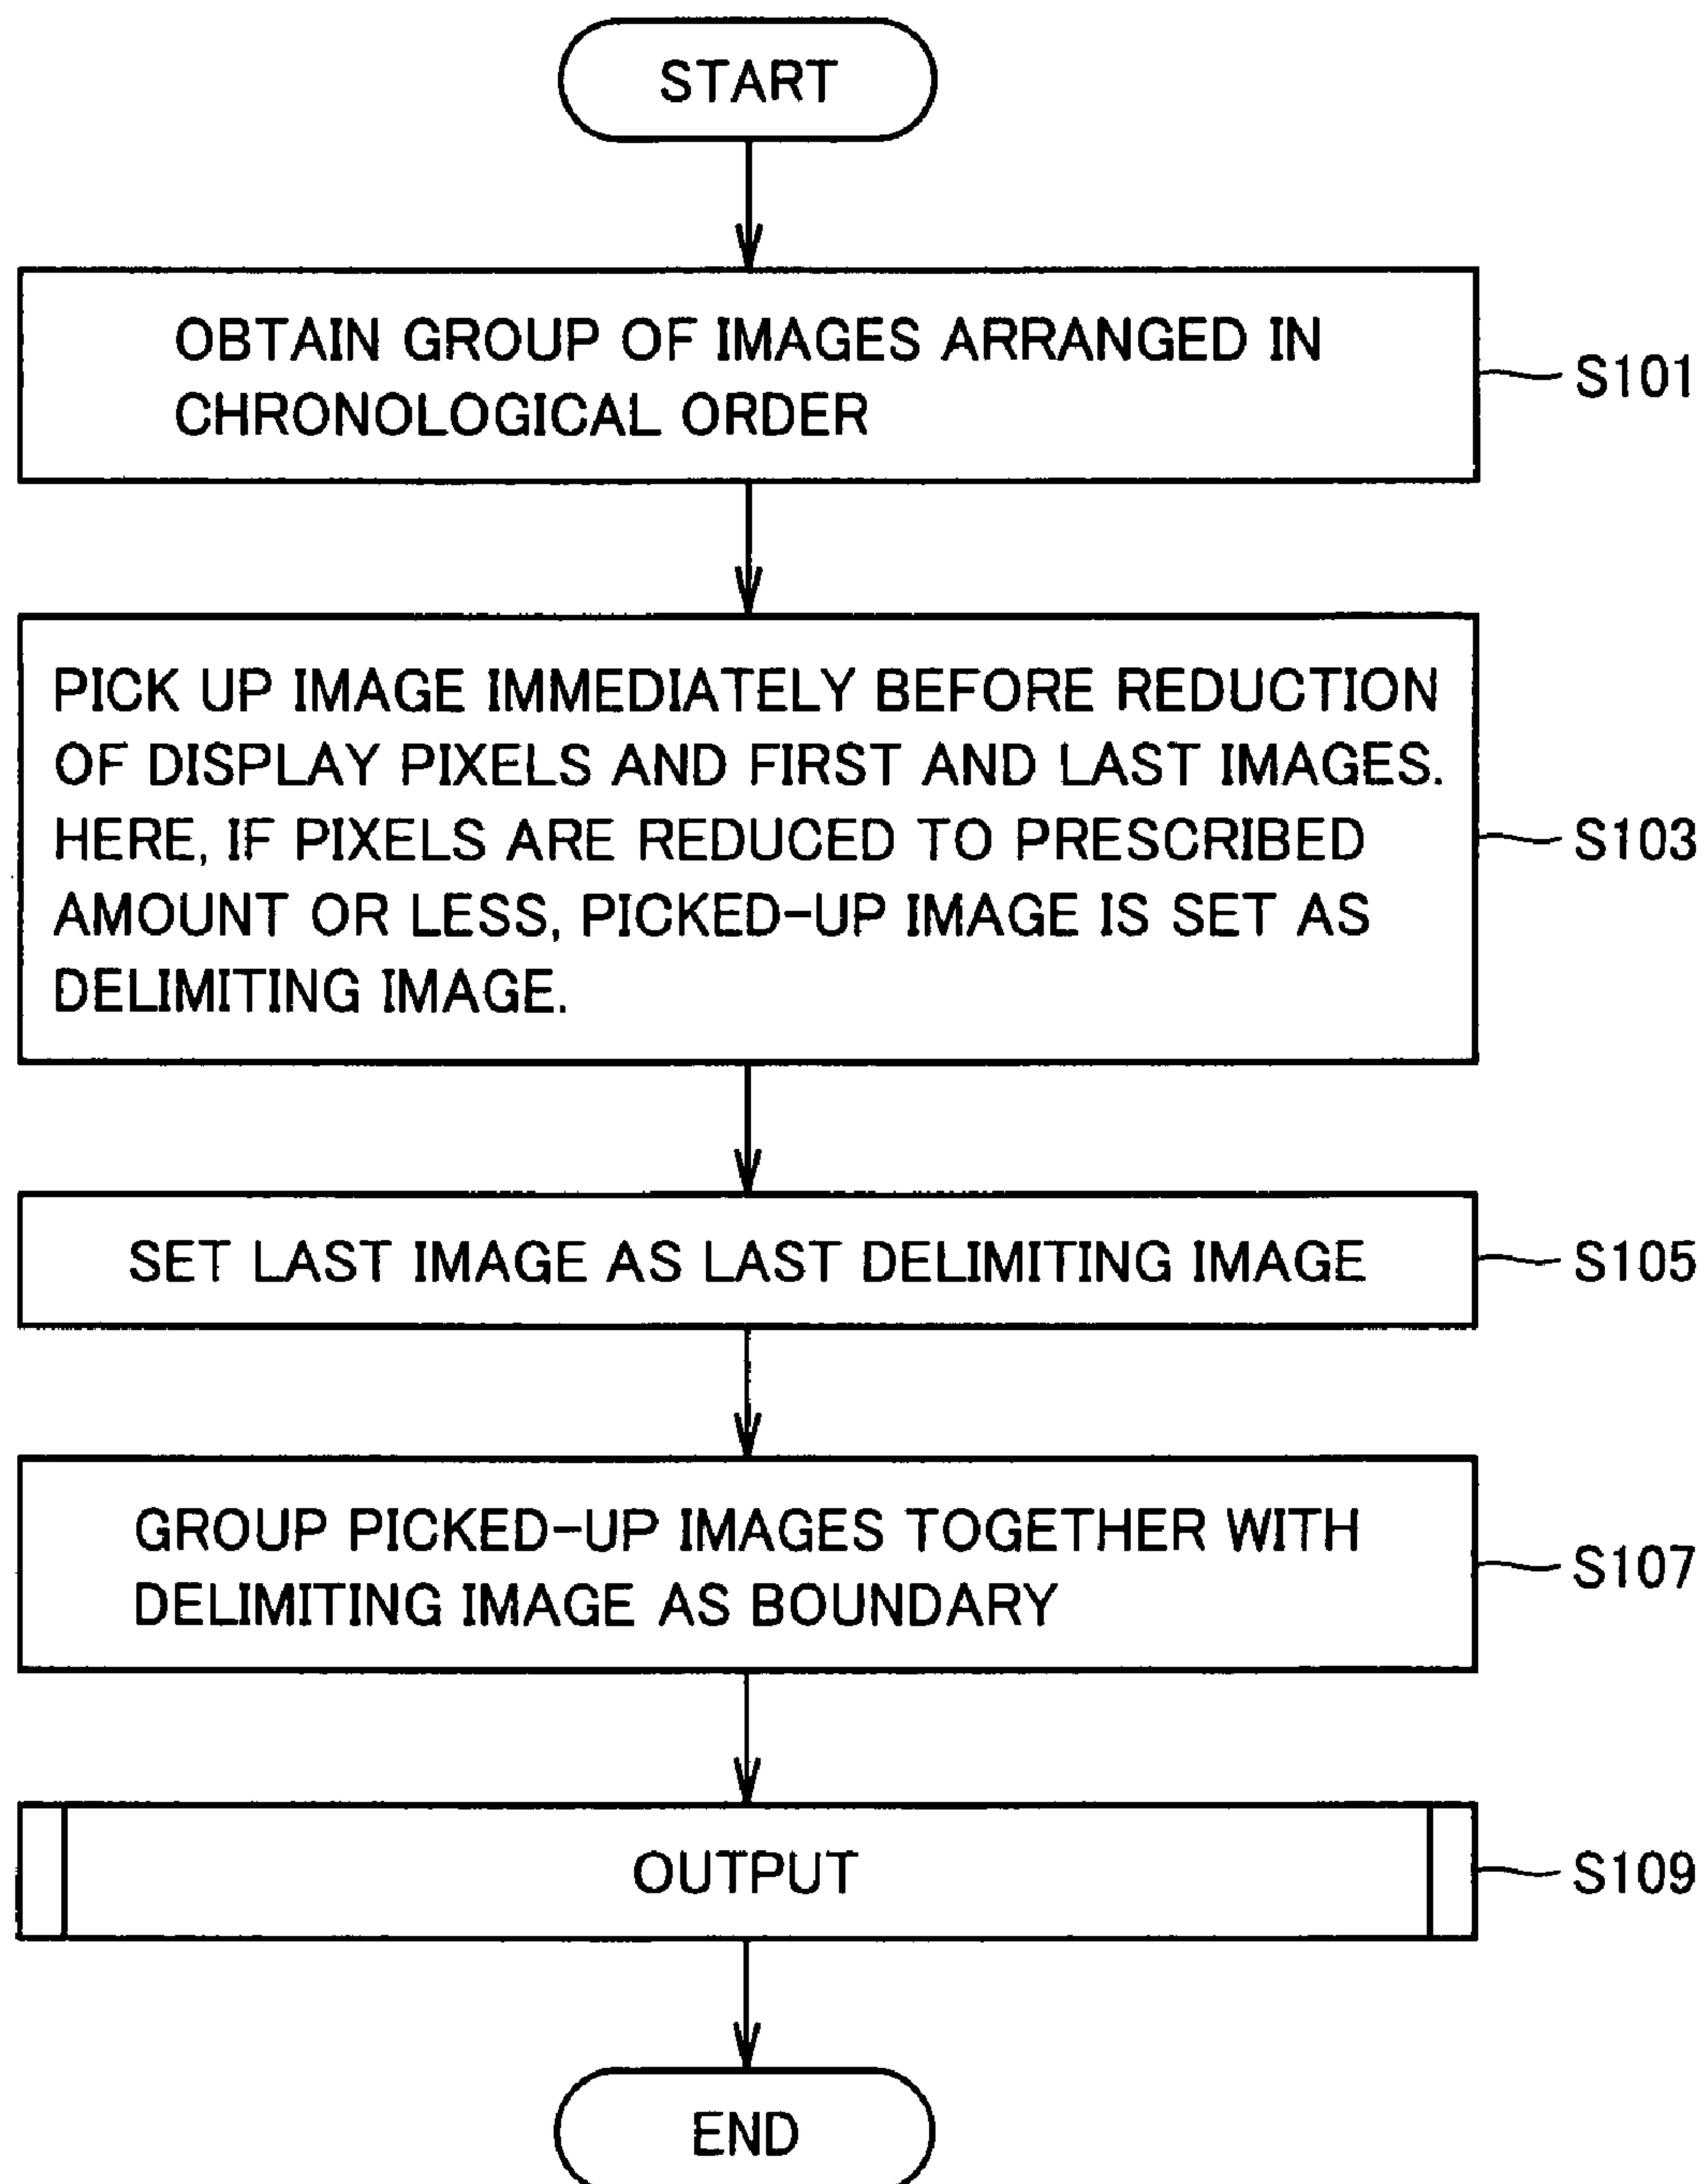 START
OBTAIN GROUP OF IMAGES ARRANGED IN
CHRONOLOGICAL ORDER
S101
PICK UP IMAGE IMMEDIATELY BEFORE REDUCTION
OF DISPLAY PIXELS AND FIRST AND LAST IMAGES.
HERE, IF PIXELS ARE REDUCED TO PRESCRIBED
AMOUNT OR LESS, PICKED-UP IMAGE IS SET AS
DELIMITING IMAGE.
S103
SET LAST IMAGE AS LAST DELIMITING IMAGE
S105
GROUP PICKED-UP IMAGES TOGETHER WITH
DELIMITING IMAGE AS BOUNDARY
S107
OUTPUT
S109
END